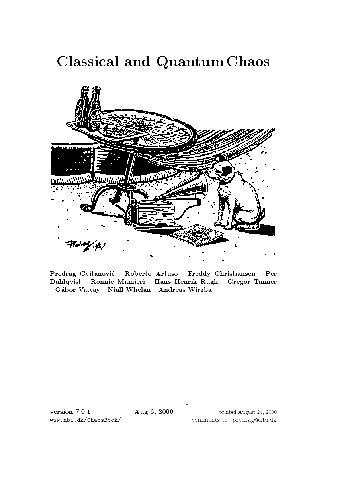 Classical and Quantum Chaos
Predrag Cvitanović – Roberto Artuso – Freddy Christiansen – Per
Dahlqvist – Ronnie Mainieri – Hans Henrik Rugh – Gregor Tanner
– Gábor Vattay – Niall Whelan – Andreas Wirzba
version 7.0.1 Aug 6, 2000 printed August 24, 2000
www.nbi.dk/ChaosBook/ comments to: predrag@nbi.dk